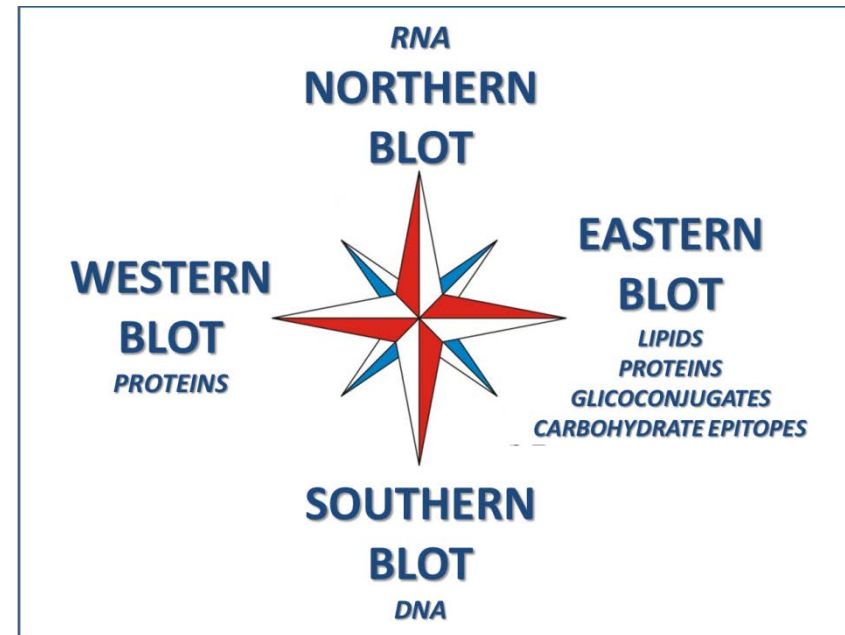 RNA
NORTHERN
BLOT
WESTERN
BLOT
PROTEINS
EASTERN
BLOT
LIPIDS
PROTEINS
GLICOCONJUGATES
CARBOHYDRATE EPITOPES
SOUTHERN
BLOT
DNA